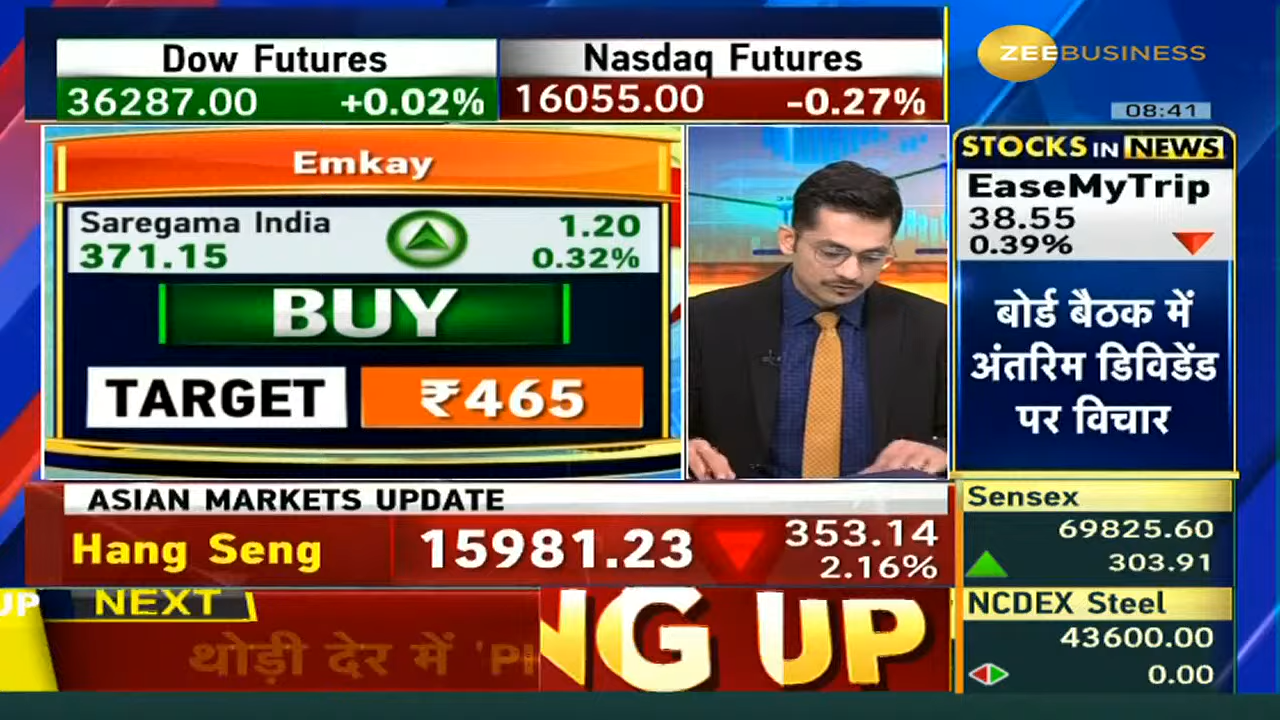 Dow Futures
36287.00 +0.02%
Nasdaq Futures
16055.00 -0.27%
ZEEBUSINESS
08:41
Emkay
Saregama India 1.20
371.15 0.32%
BUY
TARGET ₹465
STOCKS IN NEWS
EaseMyTrip
38.55
0.39%
बोर्ड बैठक में
अंतरिम डिविडेंड
पर विचार
ASIAN MARKETS UPDATE
Hang Seng 15981.23 353.14
2.16%
Sensex
69825.60
303.91
NCDEX Steel
43600.00
0.00
UP NEXT
थोड़ी देर में
NG UP